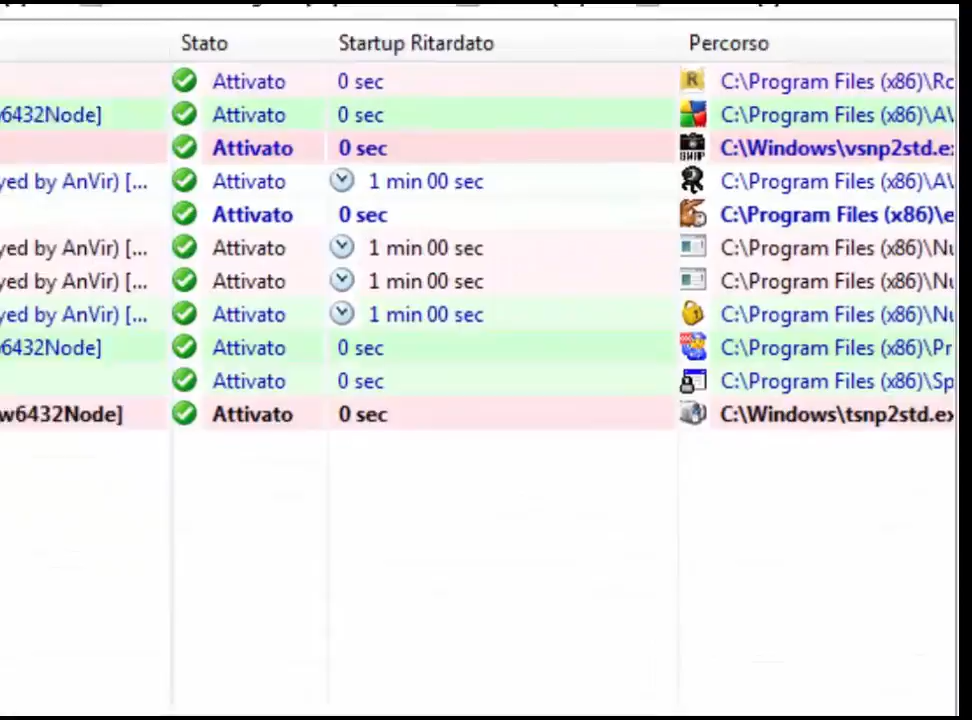 Stato Startup Ritardato Percorso
Attivato 0 sec C:\Program Files (x86)\Rc
6432Node] Attivato 0 sec C:\Program Files (x86)\A\
Attivato 0 sec C:\Windows\vsnp2std.e
yed by AnVir) [... Attivato 1 min 00 sec C:\Program Files (x86)\A\
Attivato 0 sec C:\Program Files (x86)\e
yed by AnVir) [... Attivato 1 min 00 sec C:\Program Files (x86)\Nu
yed by AnVir) [... Attivato 1 min 00 sec C:\Program Files (x86)\Nu
yed by AnVir) [... Attivato 1 min 00 sec C:\Program Files (x86)\Nu
6432Node] Attivato 0 sec C:\Program Files (x86)\Pr
Attivato 0 sec C:\Program Files (x86)\Sp
w6432Node] Attivato 0 sec C:\Windows\tsnp2std.ex